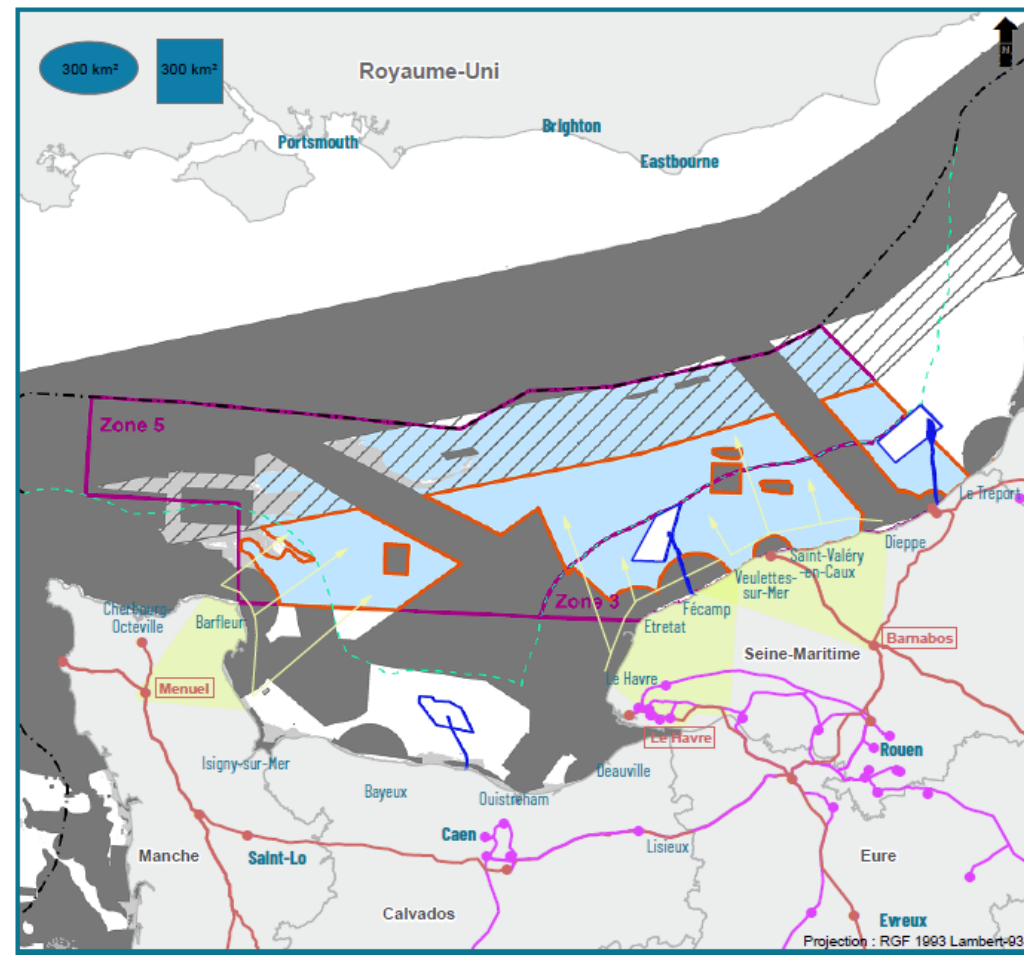 300 km²
300 km²
Royaume-Uni
N
Portsmouth
Brighton
Eastbourne
Zone 5
Zone 3
Le Tréport
Dieppe
Saint-Valéry
-en-Caux
Veulettes-
sur-Mer
Fécamp
Etretat
Cherbourg-
Octeville
Barfleur
Menuel
Barnabos
Seine-Maritime
Le Havre
Le Havre
Rouen
Isigny-sur-Mer
Deauville
Bayeux
Ouistreham
Caen
Lisieux
Manche
Saint-Lo
Eure
Calvados
Evreux
Projection : RGF 1993 Lambert-93